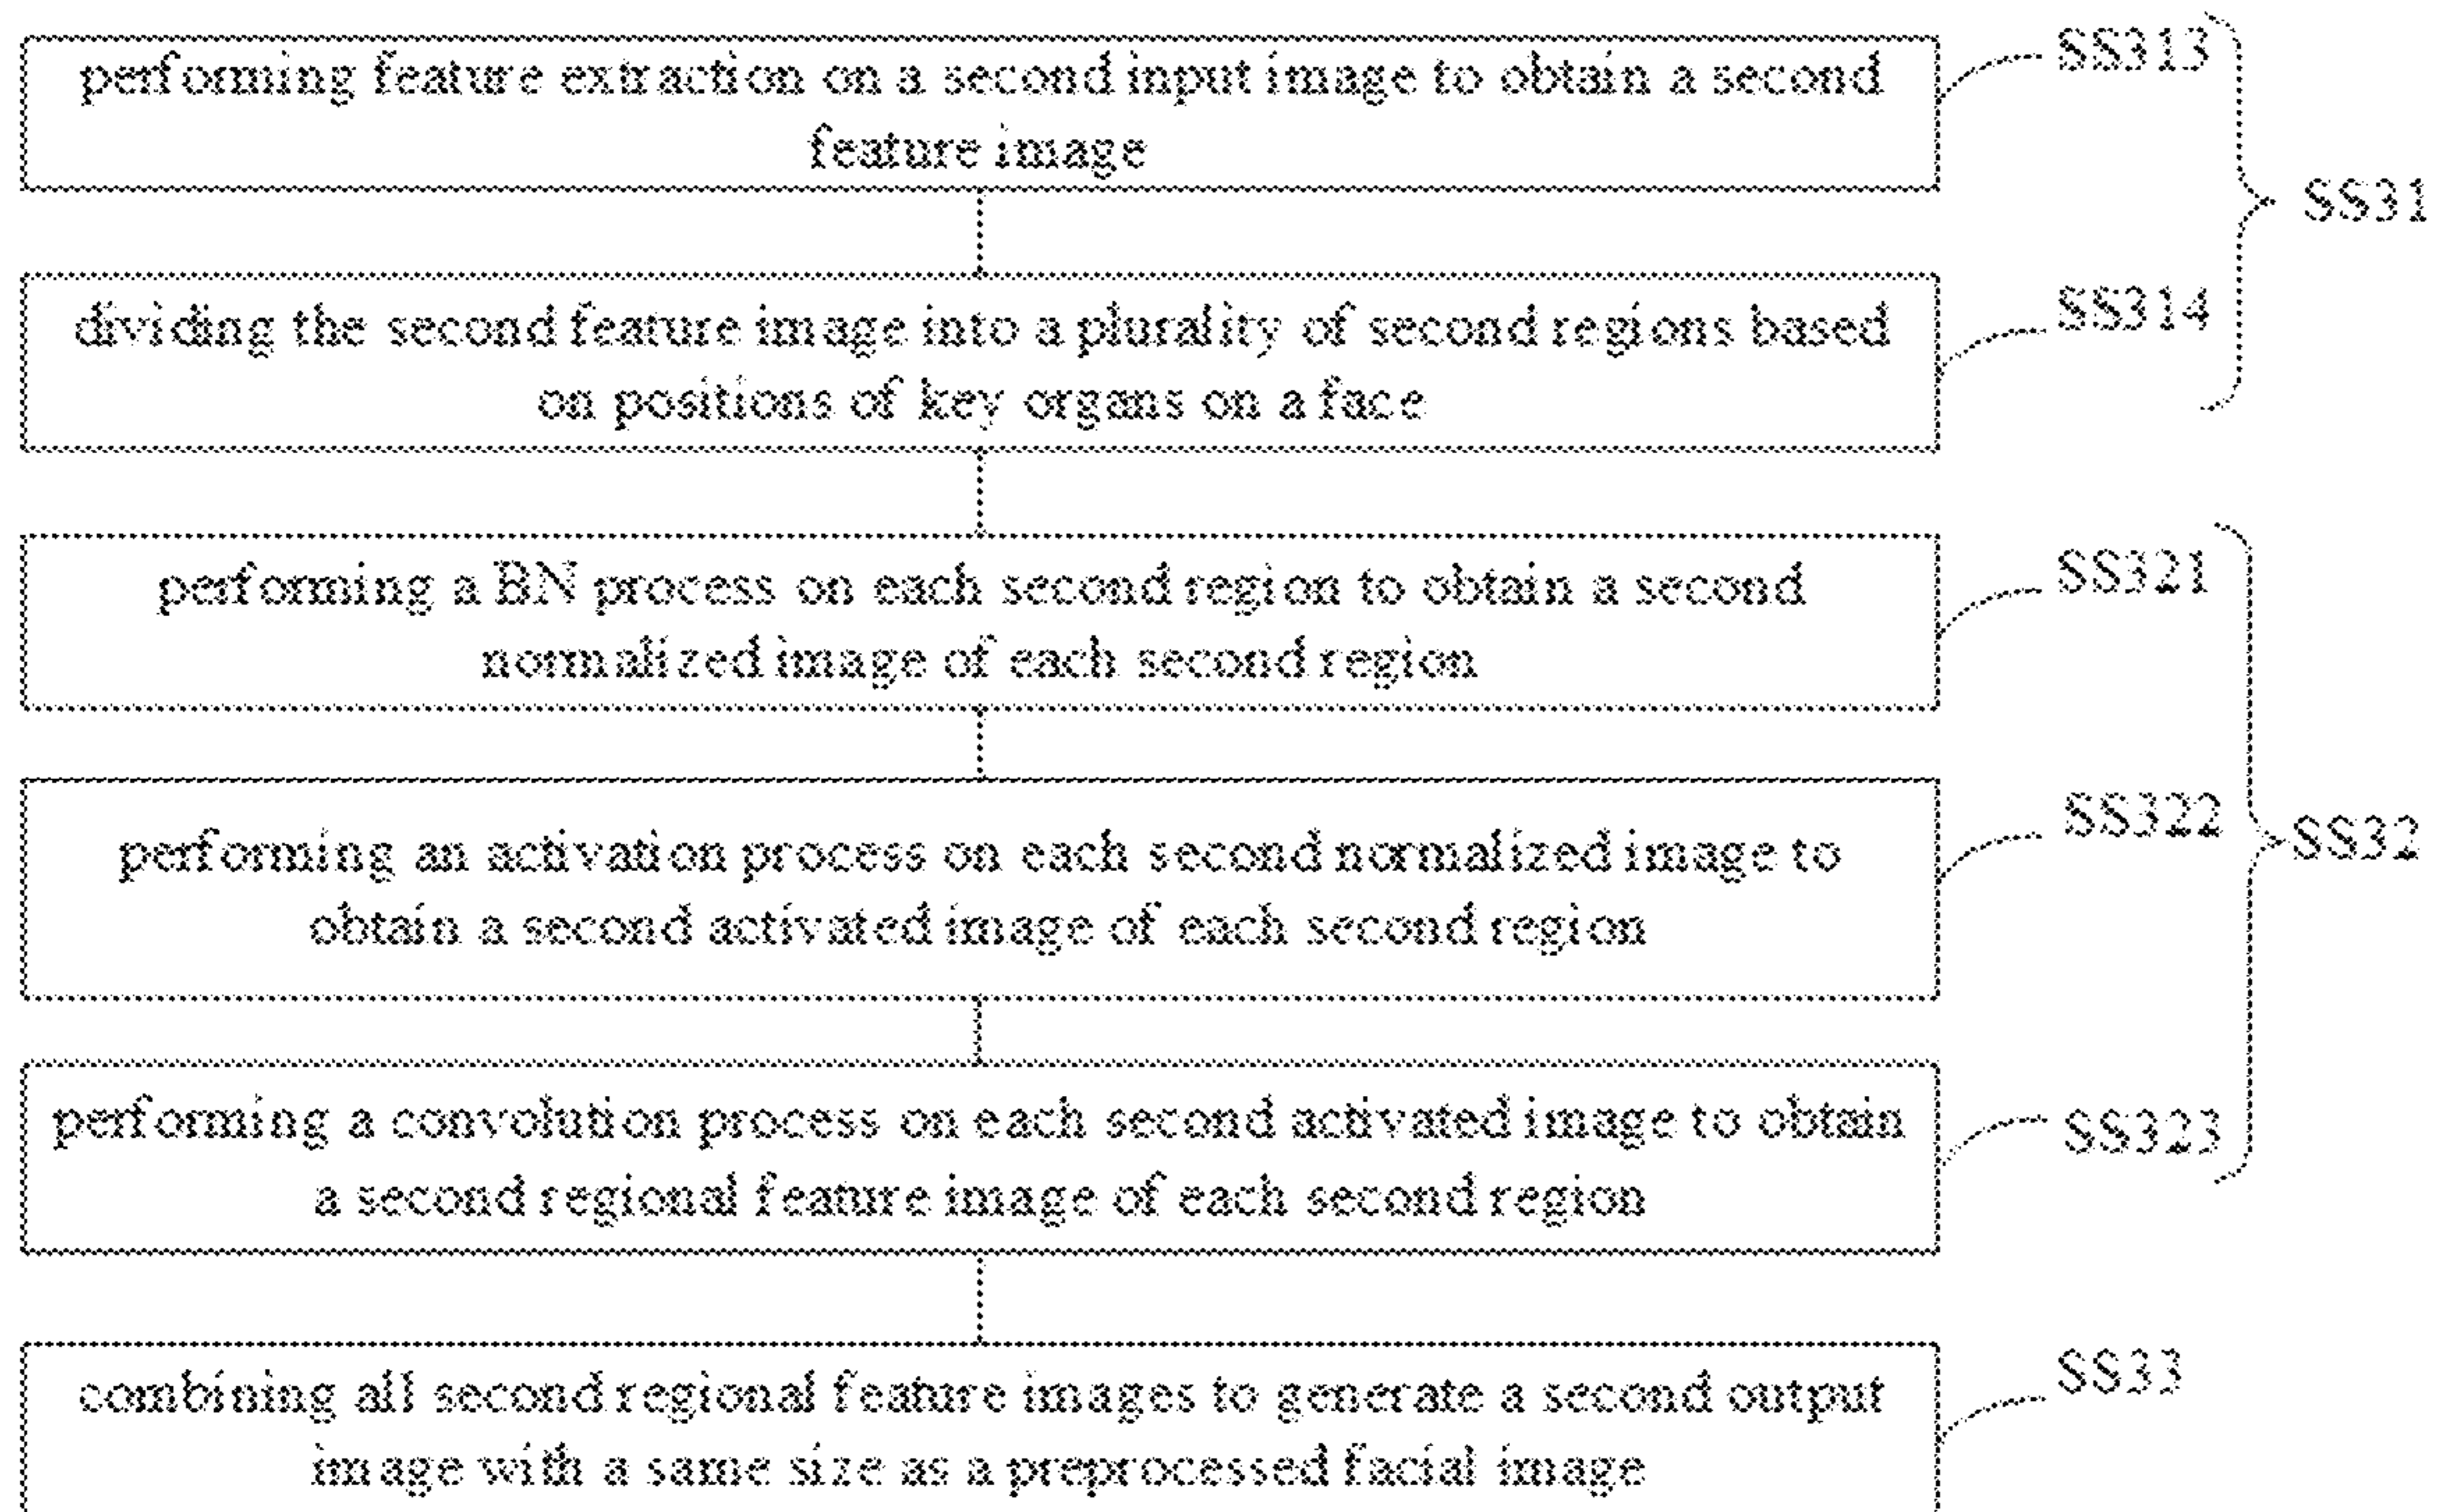 performing feature extraction on a second input image to obtain a second
feature image
SS313
SS31
dividing the second feature image into a plurality of second regions based
on positions of key organs on a face
SS314
performing a BN process on each second region to obtain a second
normalized image of each second region
SS321
performing an activation process on each second normalized image to
obtain a second activated image of each second region
SS322
SS32
performing a convolution process on each second activated image to obtain
a second regional feature image of each second region
SS323
combining all second regional feature images to generate a second output
image with a same size as a preprocessed facial image
SS33